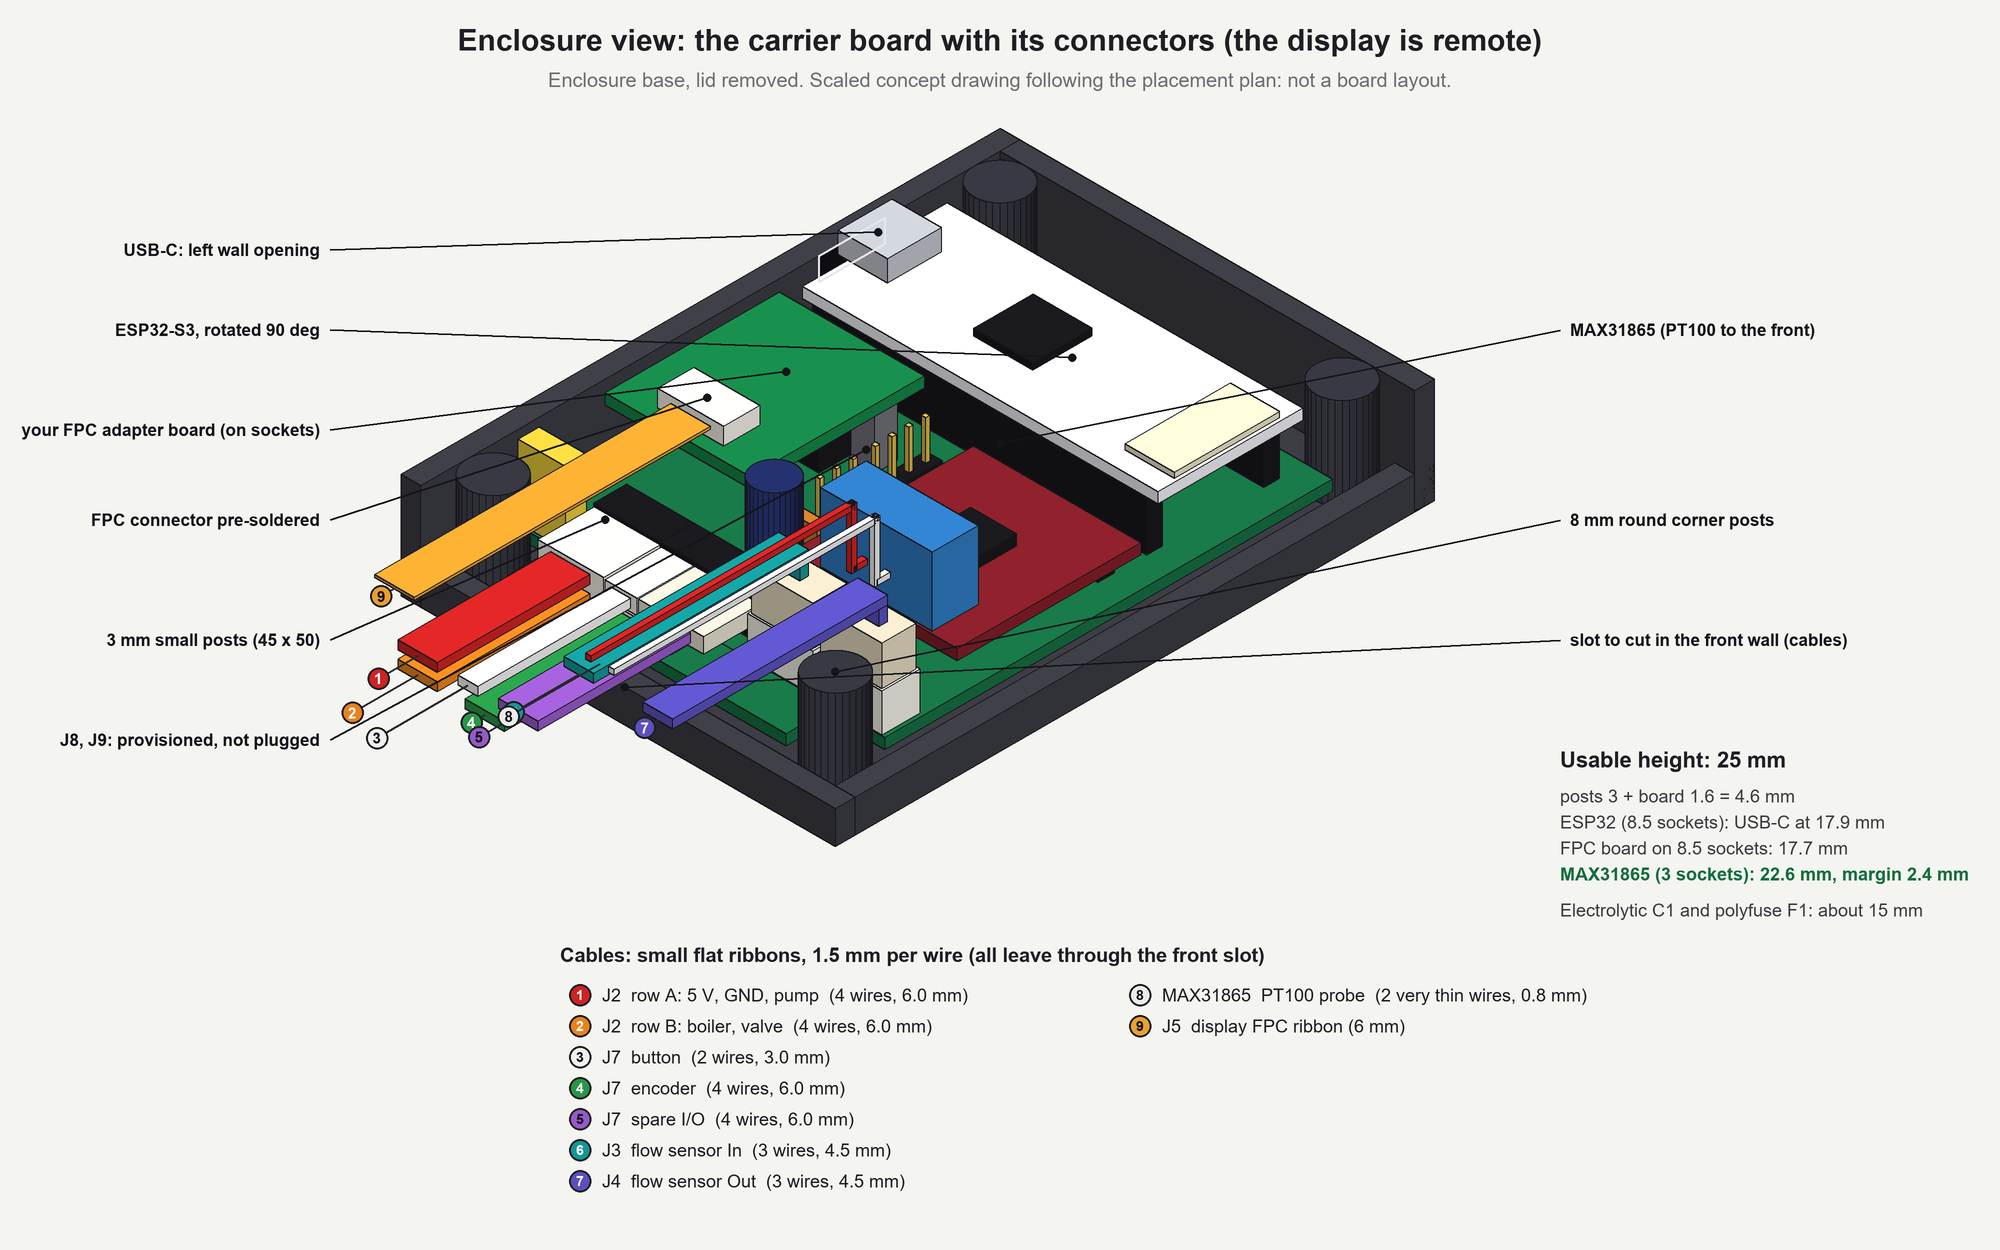 Enclosure view: the carrier board with its connectors (the display is remote)
Enclosure base, lid removed. Scaled concept drawing following the placement plan: not a board layout.
USB-C: left wall opening
ESP32-S3, rotated 90 deg
your FPC adapter board (on sockets)
FPC connector pre-soldered
3 mm small posts (45 x 50)
J8, J9: provisioned, not plugged
MAX31865 (PT100 to the front)
8 mm round corner posts
slot to cut in the front wall (cables)
9
1
2
3
4
5
8
7
Usable height: 25 mm
posts 3 + board 1.6 = 4.6 mm
ESP32 (8.5 sockets): USB-C at 17.9 mm
FPC board on 8.5 sockets: 17.7 mm
MAX31865 (3 sockets): 22.6 mm, margin 2.4 mm
Electrolytic C1 and polyfuse F1: about 15 mm
Cables: small flat ribbons, 1.5 mm per wire (all leave through the front slot)
1 J2 row A: 5 V, GND, pump (4 wires, 6.0 mm)
2 J2 row B: boiler, valve (4 wires, 6.0 mm)
3 J7 button (2 wires, 3.0 mm)
4 J7 encoder (4 wires, 6.0 mm)
5 J7 spare I/O (4 wires, 6.0 mm)
6 J3 flow sensor In (3 wires, 4.5 mm)
7 J4 flow sensor Out (3 wires, 4.5 mm)
8 MAX31865 PT100 probe (2 very thin wires, 0.8 mm)
9 J5 display FPC ribbon (6 mm)